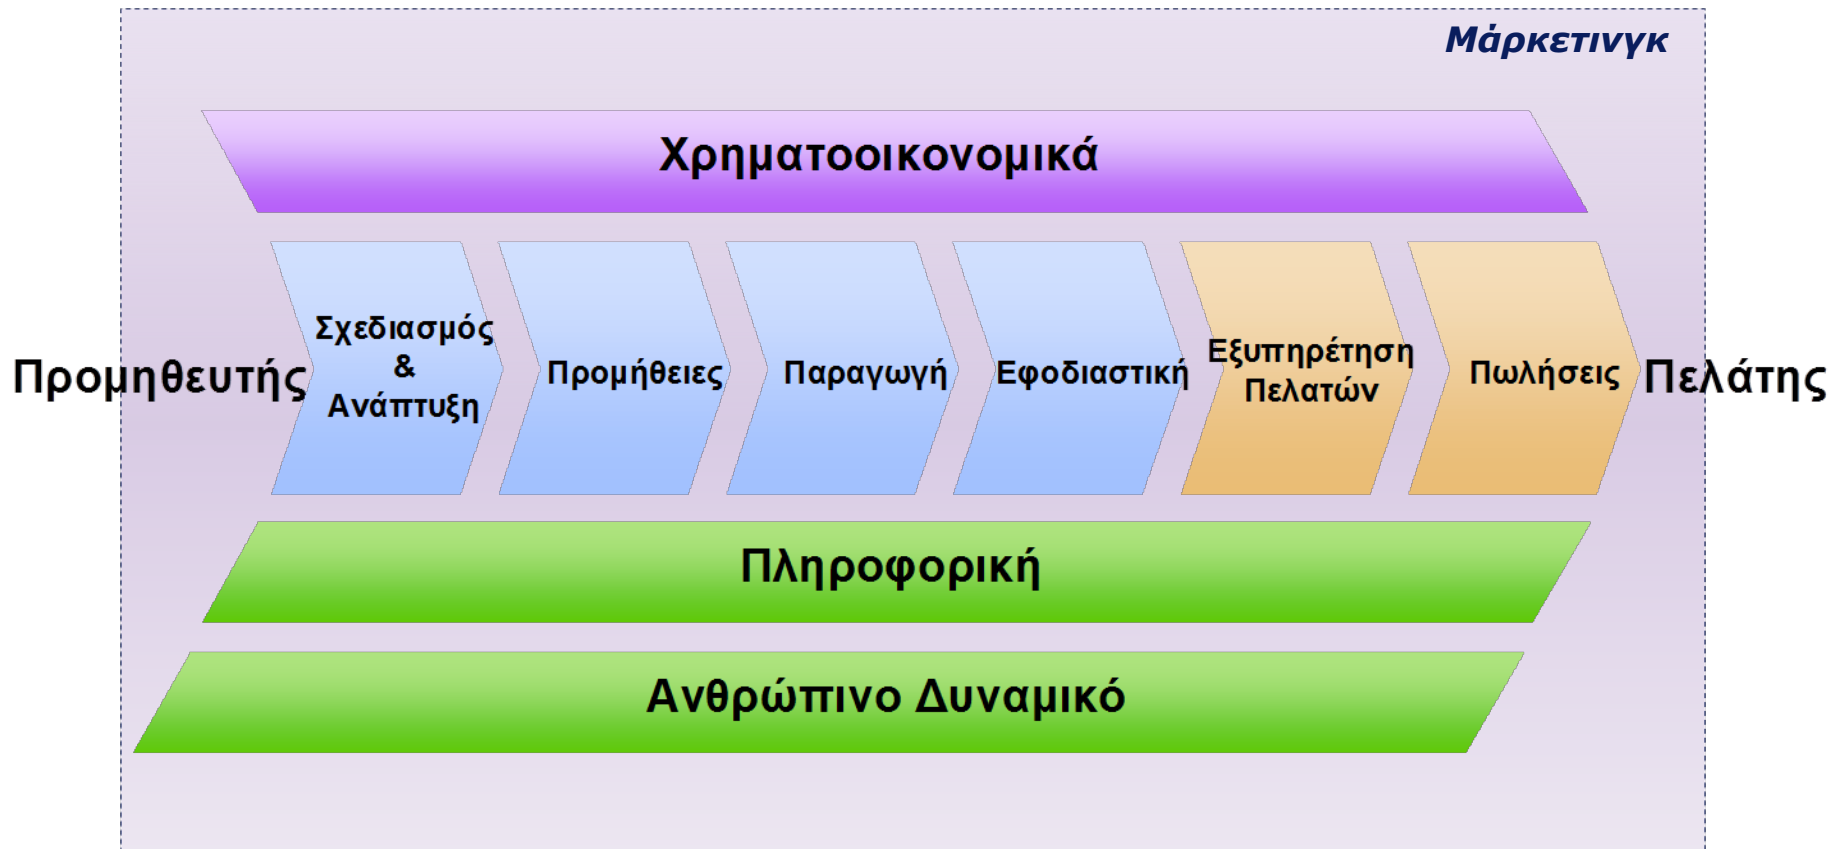 Μάρκετινγκ
Χρηματοοικονομικά
Προμηθευτής
Σχεδιασμός
&
Ανάπτυξη
Προμήθειες
Παραγωγή
Εφοδιαστική
Εξυπηρέτηση
Πελατών
Πωλήσεις
Πελάτης
Πληροφορική
Ανθρώπινο Δυναμικό